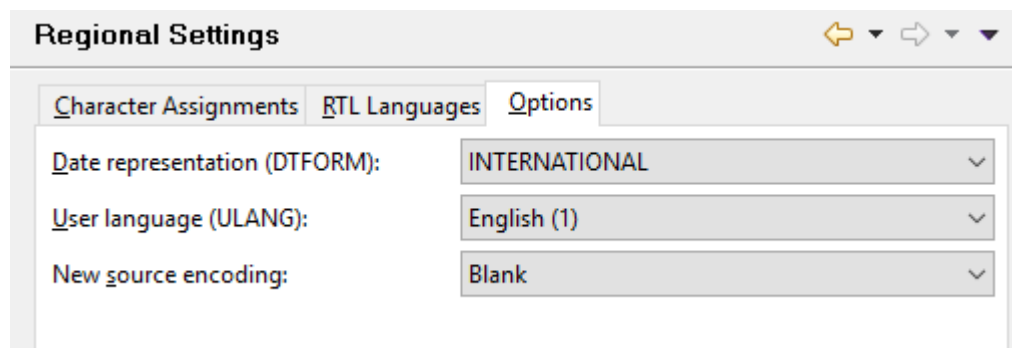 Regional Settings
Character Assignments RTL Languages Options
Date representation (DTFORM): INTERNATIONAL
User language (ULANG): English (1)
New source encoding: Blank